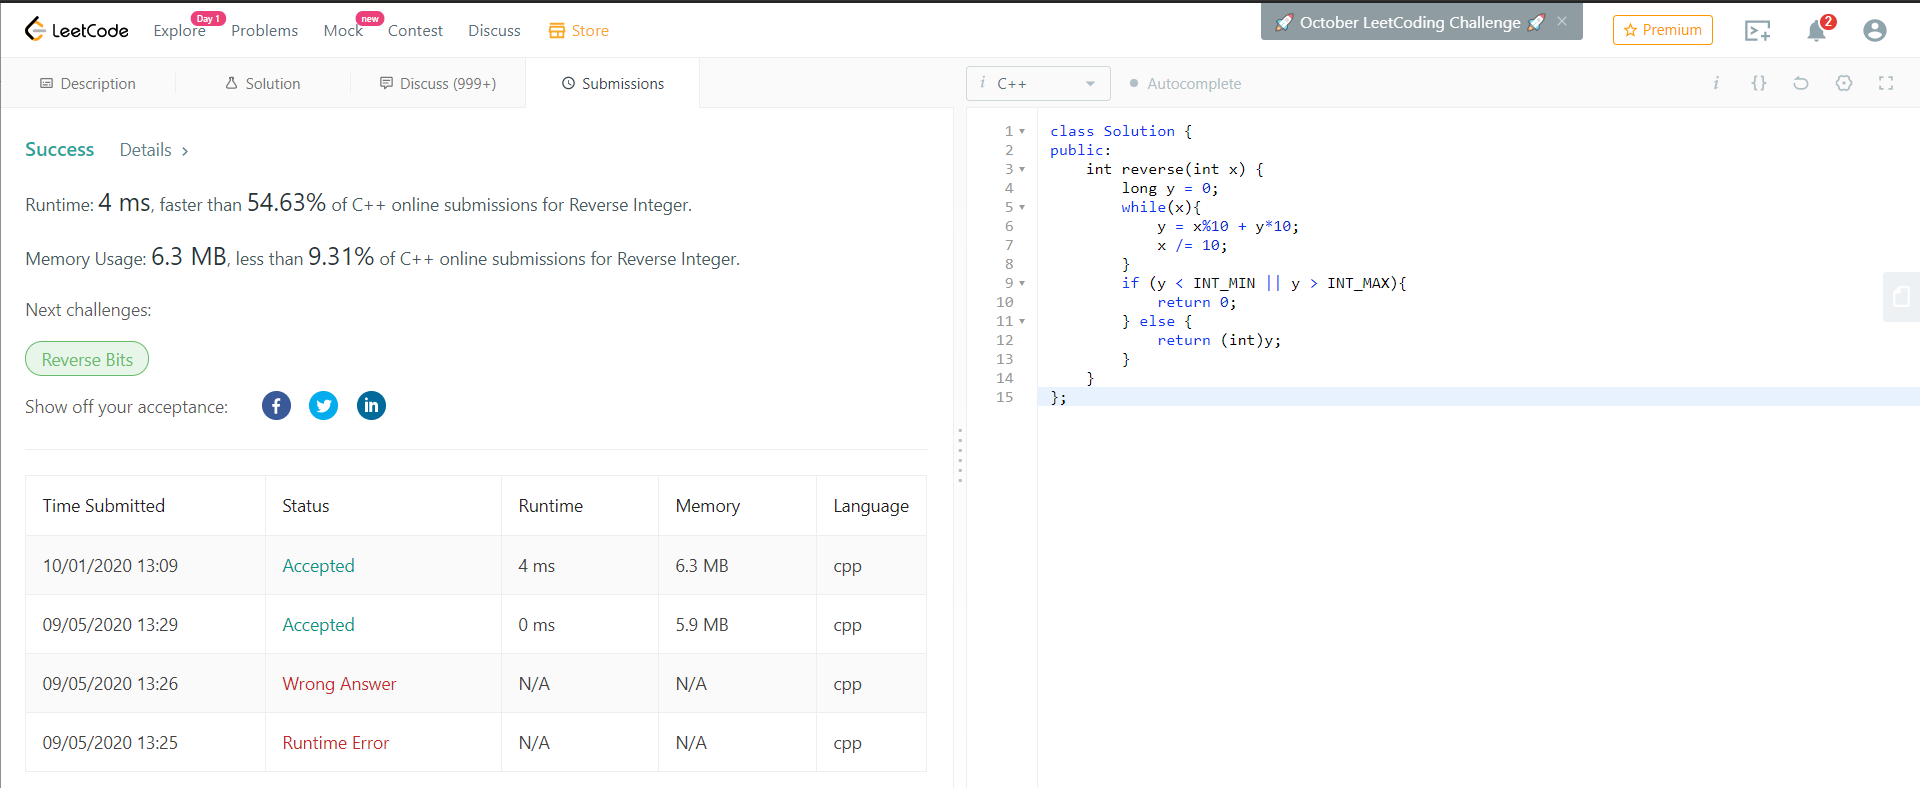 LeetCode Explore Day 1 Problems Mock new Contest Discuss Store 🚀 October LeetCoding Challenge 🚀 × Premium 2
Description Solution Discuss (999+) Submissions
i C++ Autocomplete i {}
Success Details >
Runtime: 4 ms, faster than 54.63% of C++ online submissions for Reverse Integer.
Memory Usage: 6.3 MB, less than 9.31% of C++ online submissions for Reverse Integer.
Next challenges:
Reverse Bits
Show off your acceptance: f in
Time Submitted Status Runtime Memory Language
10/01/2020 13:09 Accepted 4 ms 6.3 MB cpp
09/05/2020 13:29 Accepted 0 ms 5.9 MB cpp
09/05/2020 13:26 Wrong Answer N/A N/A cpp
09/05/2020 13:25 Runtime Error N/A N/A cpp
1 class Solution {
2 public:
3     int reverse(int x) {
4         long y = 0;
5         while(x){
6             y = x%10 + y*10;
7             x /= 10;
8         }
9         if (y < INT_MIN || y > INT_MAX){
10             return 0;
11         } else {
12             return (int)y;
13         }
14     }
15 };